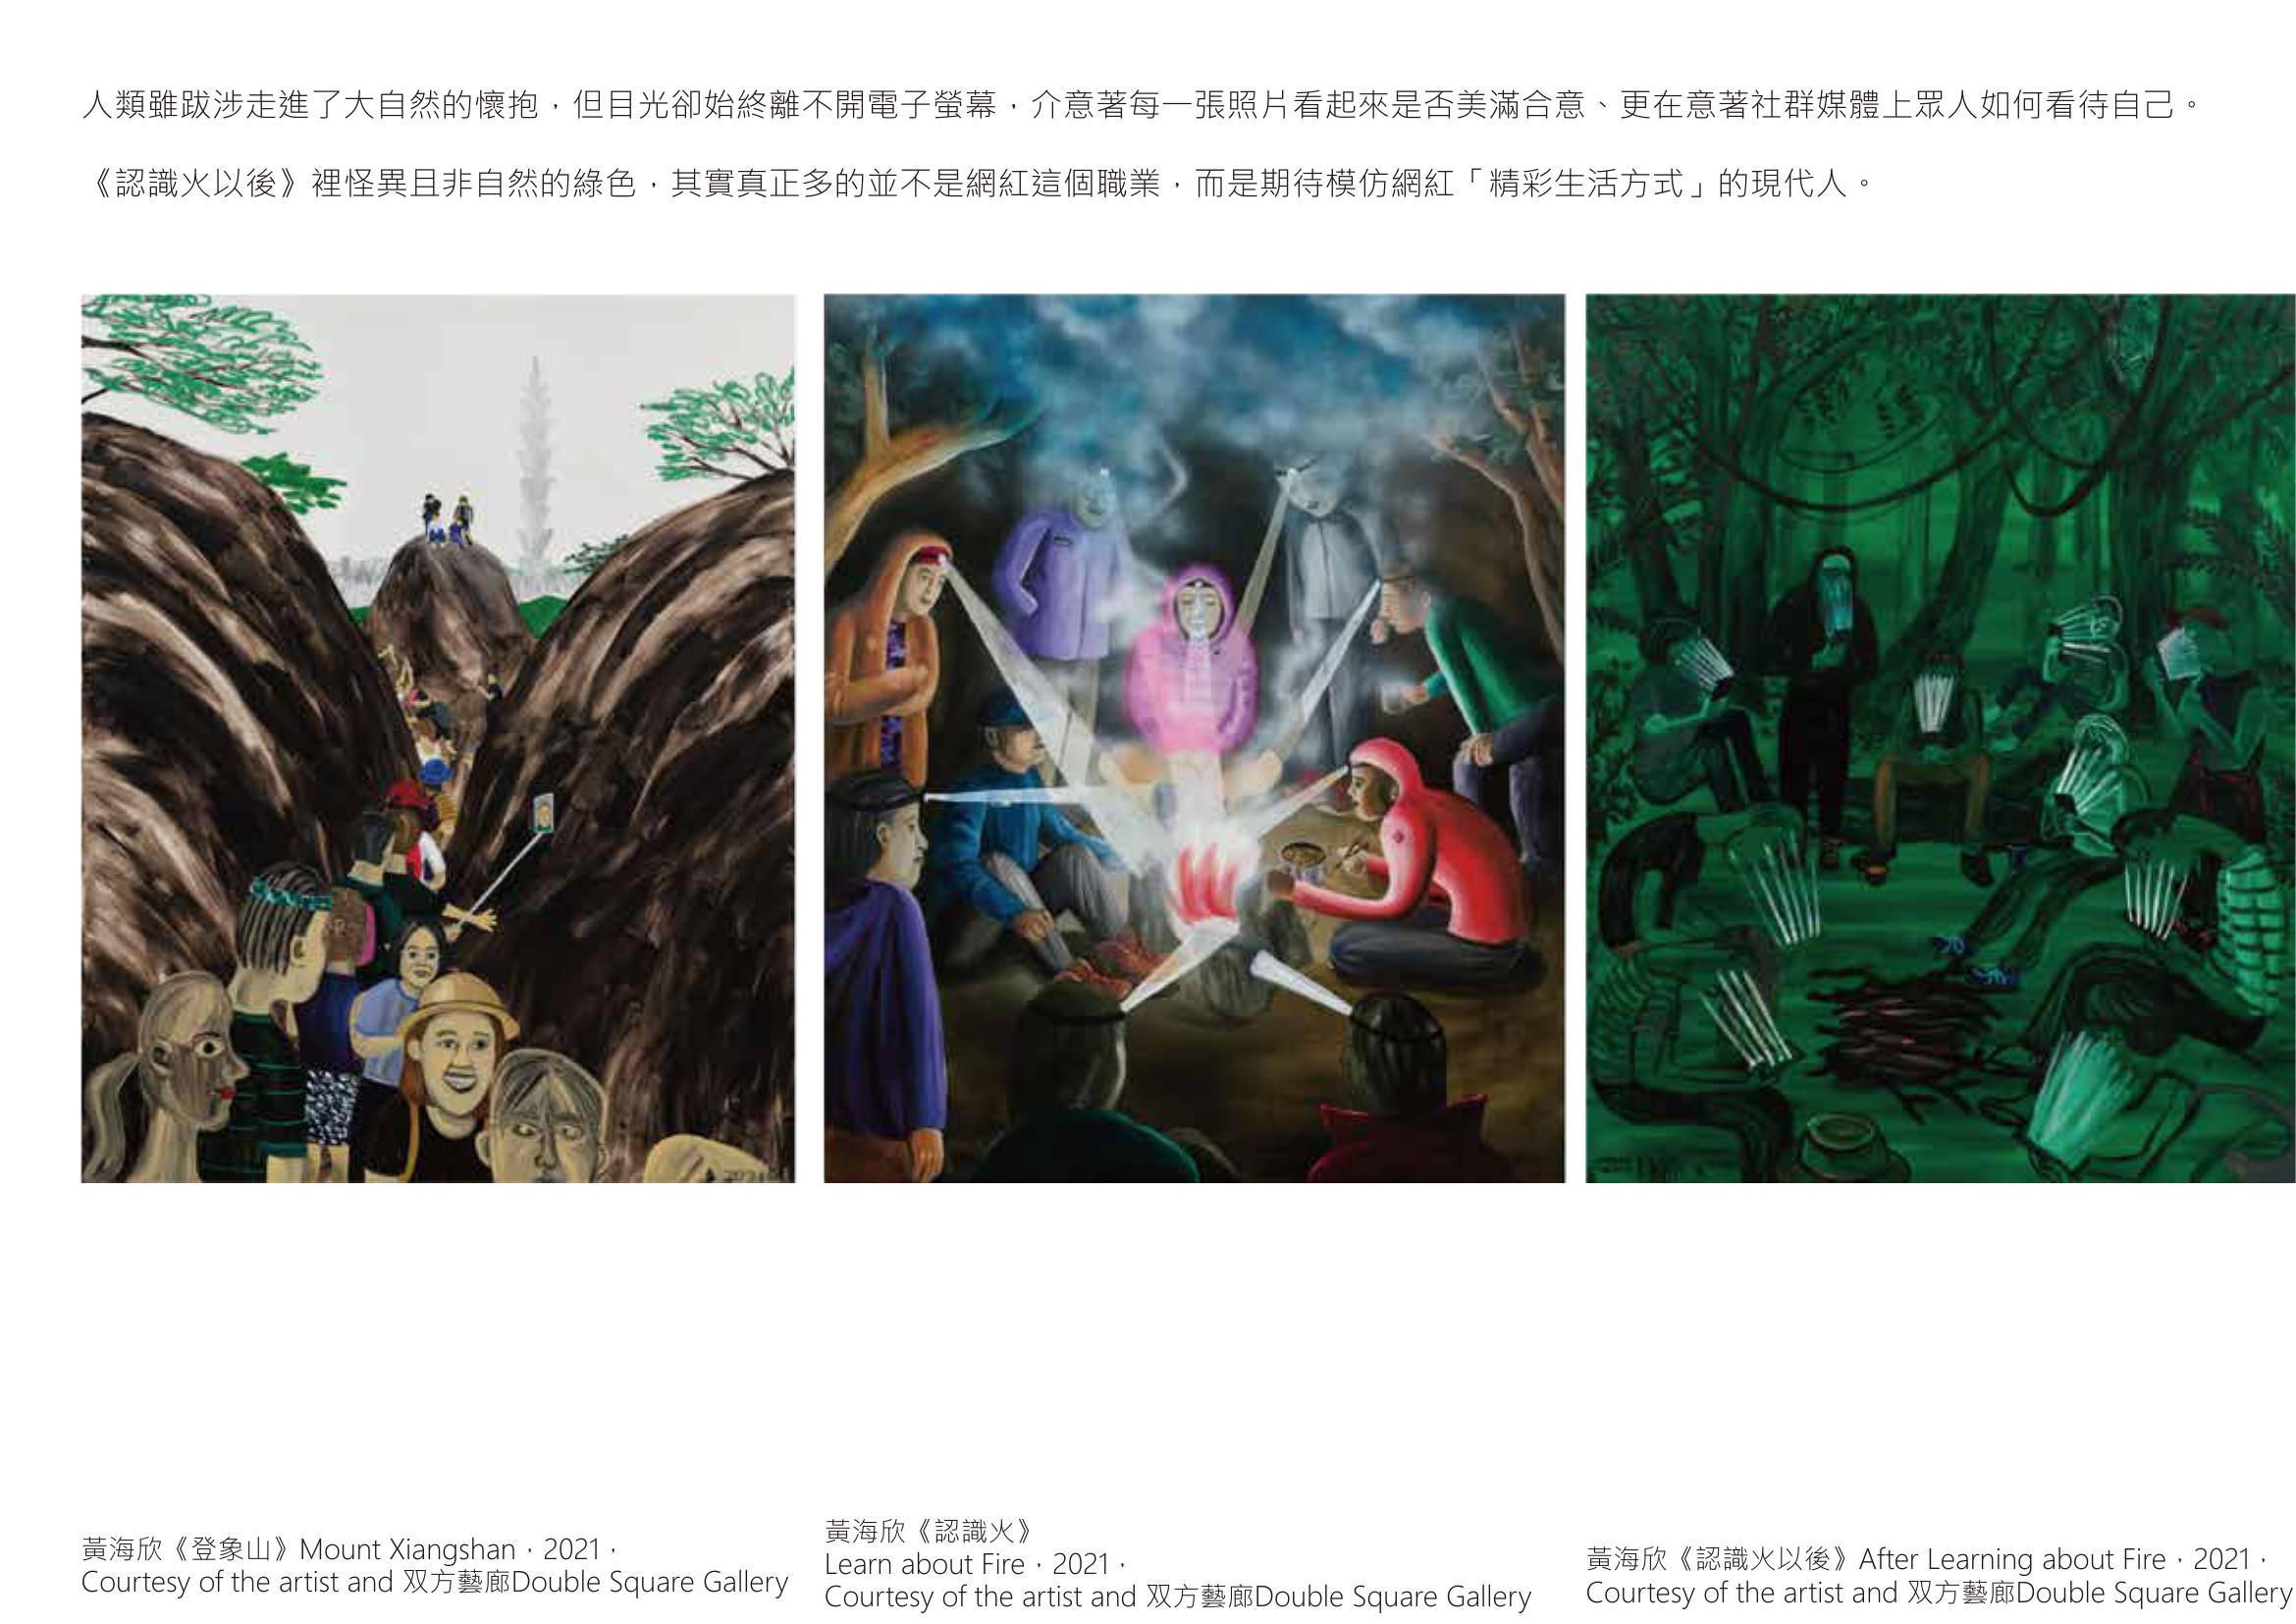 人類雖跋涉走進了大自然的懷抱，但目光卻始終離不開電子螢幕，介意著每一張照片看起來是否美滿合意、更在意著社群媒體上眾人如何看待自己。
《認識火以後》裡怪異且非自然的綠色，其實真正多的並不是網紅這個職業，而是期待模仿網紅「精彩生活方式」的現代人。
黃海欣《登象山》Mount Xiangshan，2021，
Courtesy of the artist and 双方藝廊Double Square Gallery
黃海欣《認識火》
Learn about Fire，2021，
Courtesy of the artist and 双方藝廊Double Square Gallery
黃海欣《認識火以後》After Learning about Fire，2021，
Courtesy of the artist and 双方藝廊Double Square Gallery